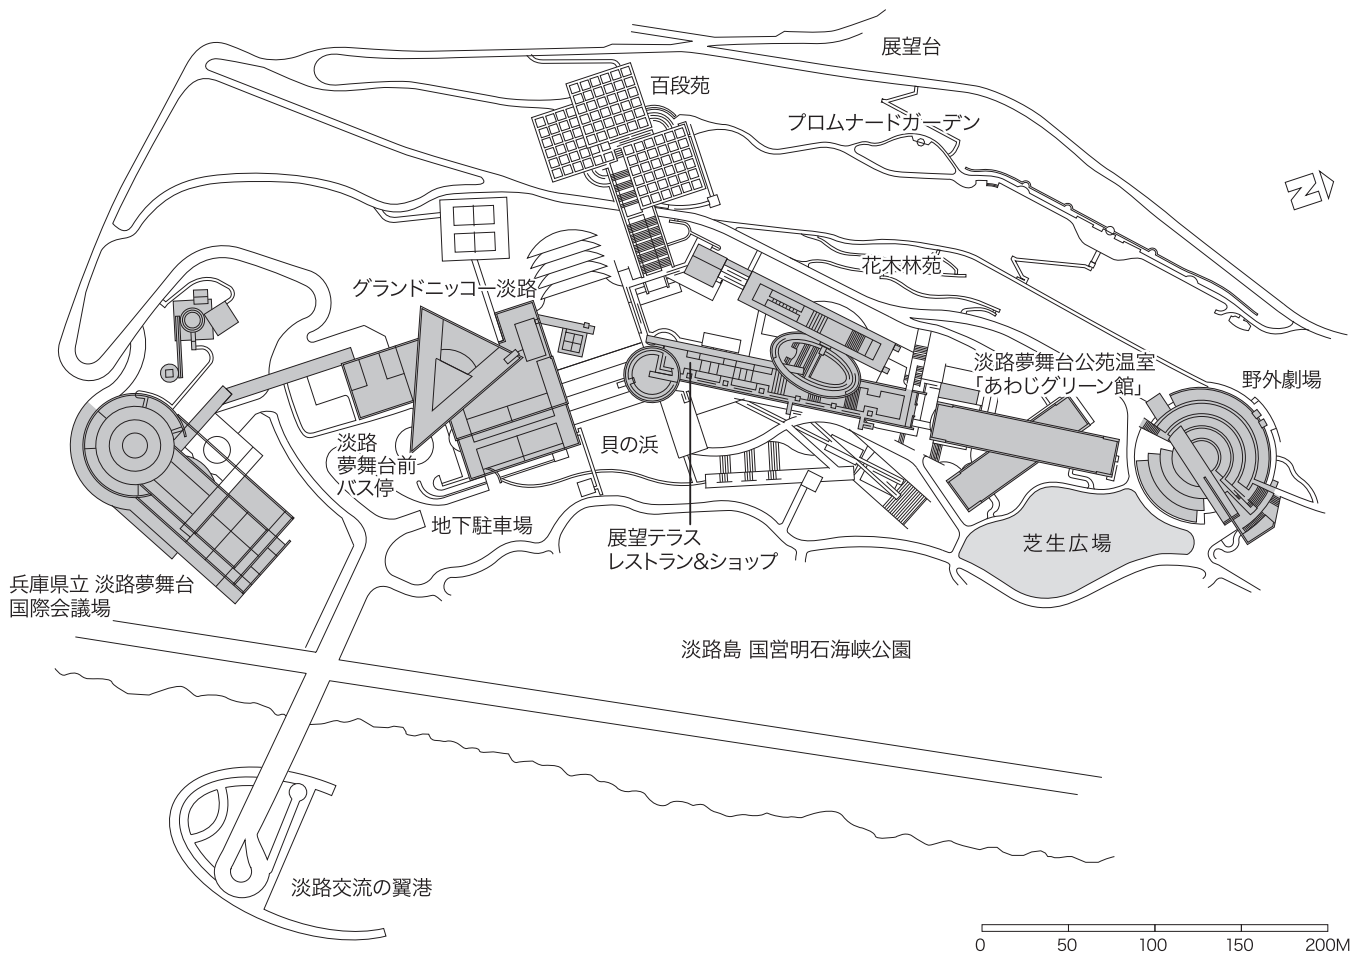 展望台
百段苑
プロムナードガーデン
N
花木林苑
グランドニッコー淡路
淡路夢舞台公苑温室
「あわじグリーン館」
野外劇場
淡路
夢舞台前
バス停
貝の浜
地下駐車場
展望テラス
レストラン&ショップ
芝生広場
兵庫県立 淡路夢舞台
国際会議場
淡路島 国営明石海峡公園
淡路交流の翼港
0 50 100 150 200M